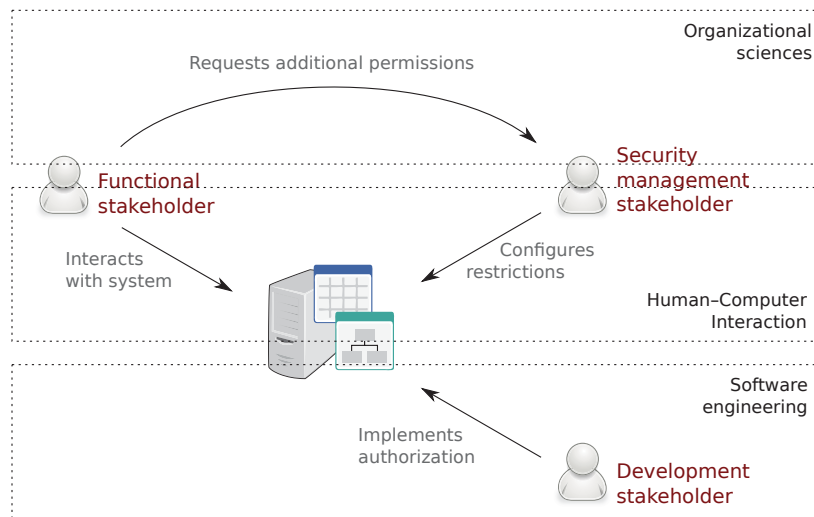 Organizational
sciences
Requests additional permissions
Functional
stakeholder
Security
management
stakeholder
Interacts
with system
Configures
restrictions
Human–Computer
Interaction
Software
engineering
Implements
authorization
Development
stakeholder